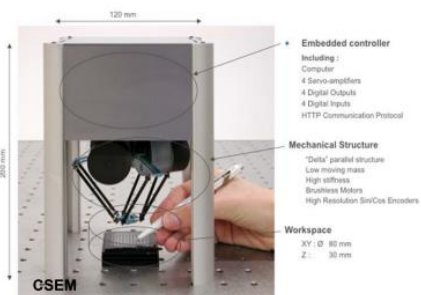 120 mm
200 mm
Embedded controller
Including :
Computer
4 Servo-amplifiers
4 Digital Outputs
4 Digital Inputs
HTTP Communication Protocol
Mechanical Structure
"Delta" parallel structure
Low moving mass
High stiffness
Brushless Motors
High Resolution Sin/Cos Encoders
Workspace
XY : Ø 80 mm
Z : 30 mm
CSEM